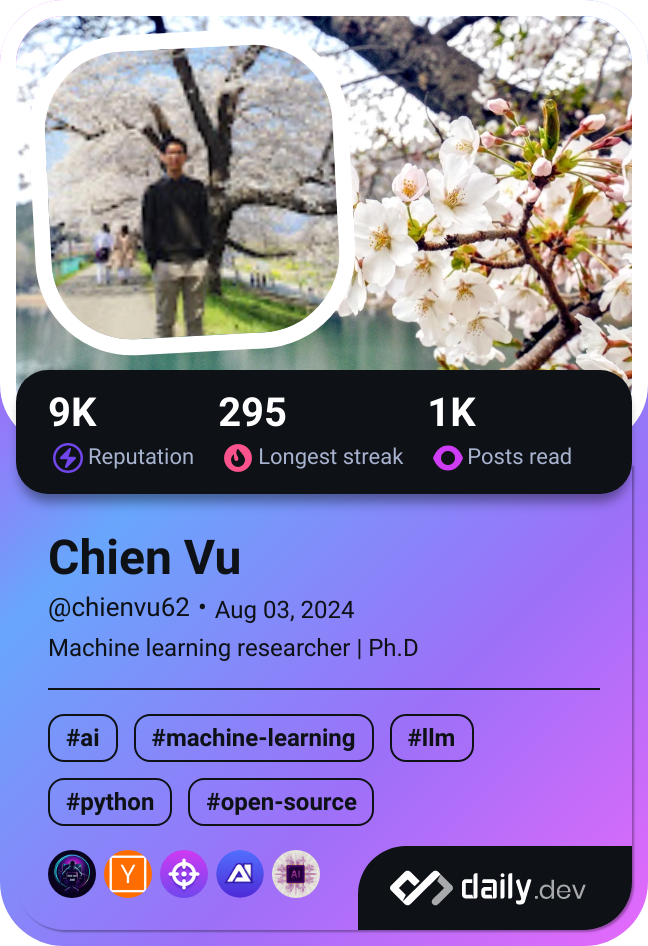 9K 295 1K
Reputation Longest streak Posts read
Chien Vu
@chienvu62 • Aug 03, 2024
Machine learning researcher | Ph.D
#ai #machine-learning #llm
#python #open-source
Y AI
daily.dev